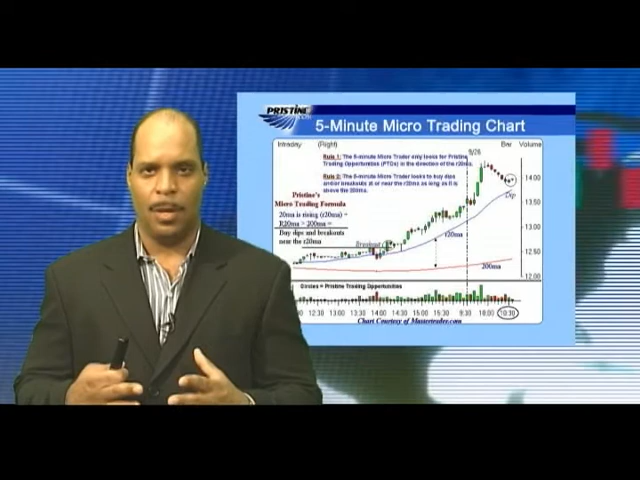 PRISTINE
5-Minute Micro Trading Chart
Intraday (Right) Bar Volume
9/26
Rule 1: The 5-minute Micro Trader only looks for Pristine
Trading Opportunities (PTOs) in the direction of the r20ma.
Rule 2: The 5-minute Micro Trader looks to buy dips
and/or breakouts at or near the r20ma as long as it is
above the 200ma.
Pristine's
Micro Trading Formula
20ma is rising (r20ma) +
R20ma > 200ma =
Buy dips and breakouts
near the r20ma
Breakout
r20ma
Dip
200ma
14.00
13.50
13.00
12.50
12.00
Circles = Pristine Trading Opportunities
12:30 13:00 13:30 14:00 14:30 15:00 15:30 9:30 10:00 10:30
Chart Courtesy of Mastertrader.com